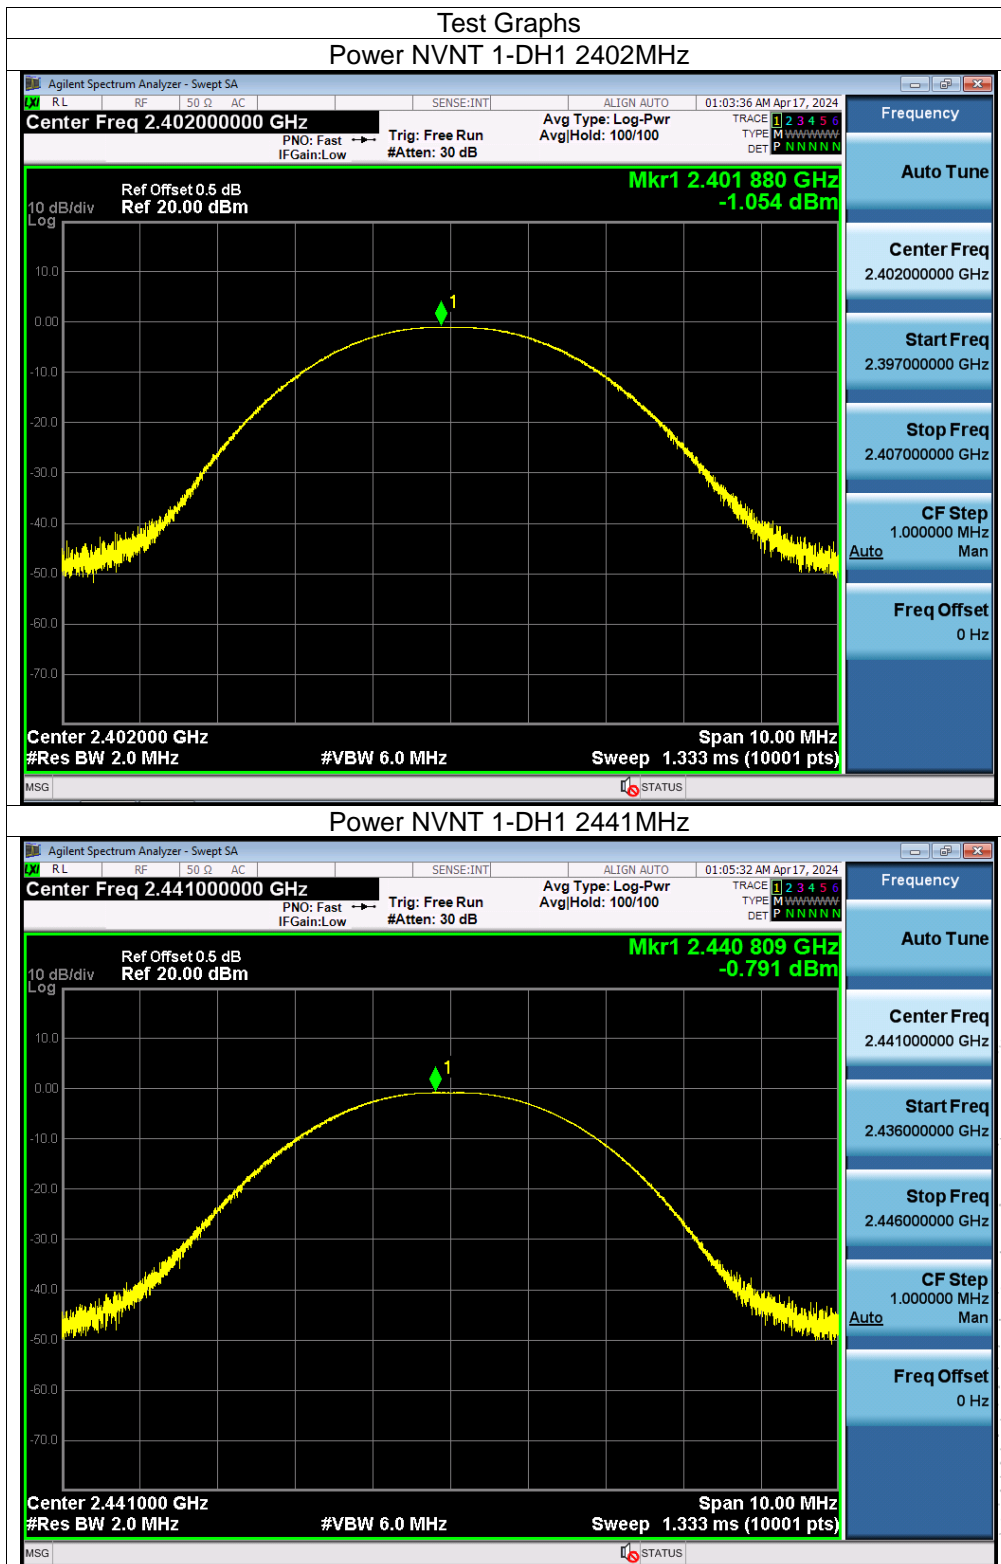 Test Graphs
Power NVNT 1-DH1 2402MHz
Agilent Spectrum Analyzer - Swept SA
LXI RL RF 50 Ω AC SENSE:INT ALIGN AUTO 01:03:36 AM Apr 17, 2024
Center Freq 2.402000000 GHz
PNO: Fast
IFGain:Low
Trig: Free Run
#Atten: 30 dB
Avg Type: Log-Pwr
Avg|Hold: 100/100
TRACE 1 2 3 4 5 6
TYPE M W W W W W
DET P N N N N N
Frequency
Auto Tune
Mkr1 2.401 880 GHz
-1.054 dBm
Ref Offset 0.5 dB
10 dB/div Ref 20.00 dBm
Log
10.0
0.00
-10.0
-20.0
-30.0
-40.0
-50.0
-60.0
-70.0
1
Center Freq
2.402000000 GHz
Start Freq
2.397000000 GHz
Stop Freq
2.407000000 GHz
CF Step
1.000000 MHz
Auto Man
Freq Offset
0 Hz
Center 2.402000 GHz Span 10.00 MHz
#Res BW 2.0 MHz #VBW 6.0 MHz Sweep 1.333 ms (10001 pts)
MSG STATUS
Power NVNT 1-DH1 2441MHz
Agilent Spectrum Analyzer - Swept SA
LXI RL RF 50 Ω AC SENSE:INT ALIGN AUTO 01:05:32 AM Apr 17, 2024
Center Freq 2.441000000 GHz
PNO: Fast
IFGain:Low
Trig: Free Run
#Atten: 30 dB
Avg Type: Log-Pwr
Avg|Hold: 100/100
TRACE 1 2 3 4 5 6
TYPE M W W W W W
DET P N N N N N
Frequency
Auto Tune
Mkr1 2.440 809 GHz
-0.791 dBm
Ref Offset 0.5 dB
10 dB/div Ref 20.00 dBm
Log
10.0
0.00
-10.0
-20.0
-30.0
-40.0
-50.0
-60.0
-70.0
1
Center Freq
2.441000000 GHz
Start Freq
2.436000000 GHz
Stop Freq
2.446000000 GHz
CF Step
1.000000 MHz
Auto Man
Freq Offset
0 Hz
Center 2.441000 GHz Span 10.00 MHz
#Res BW 2.0 MHz #VBW 6.0 MHz Sweep 1.333 ms (10001 pts)
MSG STATUS